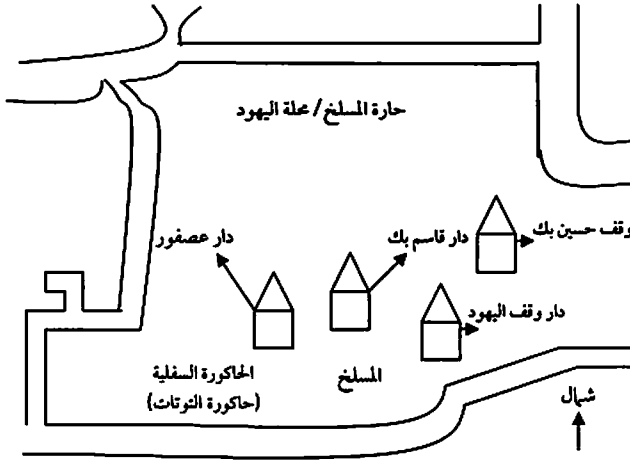 حارة المسلخ / محلة اليهود
وقف حسين بك
دار قاسم بك
دار عصفور
دار وقف اليهود
المسلخ
الحاكورة السفلية
(حاكورة التوتات)
شمال